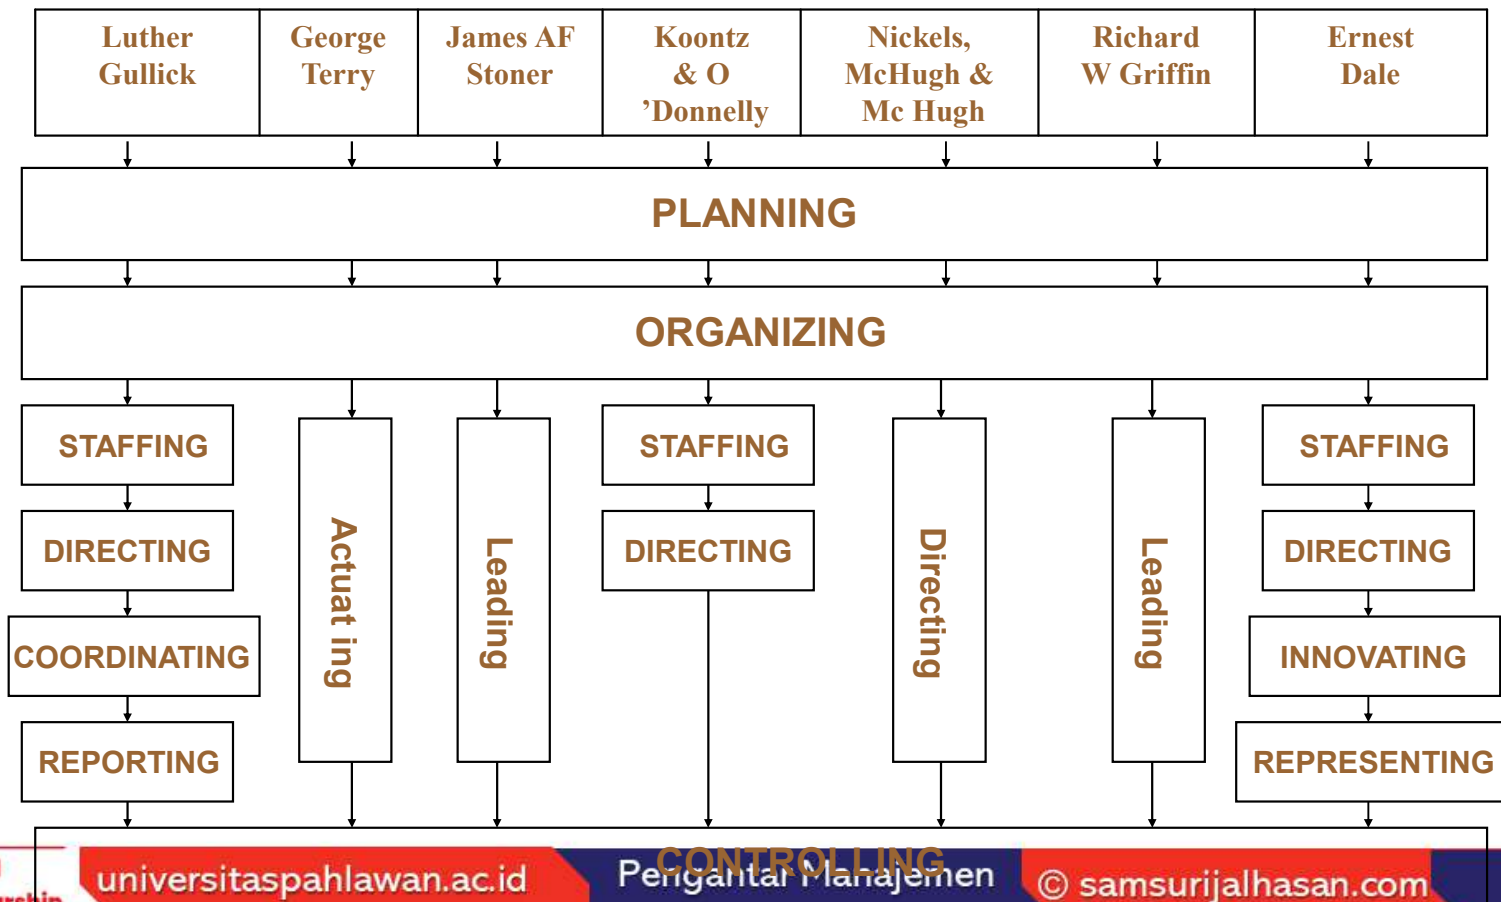 Luther
Gullick
George
Terry
James AF
Stoner
Koontz
& O
’Donnelly
Nickels,
McHugh &
Mc Hugh
Richard
W Griffin
Ernest
Dale
PLANNING
ORGANIZING
STAFFING
DIRECTING
COORDINATING
REPORTING
Actuat ing
Leading
STAFFING
DIRECTING
Directing
Leading
STAFFING
DIRECTING
INNOVATING
REPRESENTING
CONTROLLING
universitaspahlawan.ac.id
Pengantar Manajemen
© samsurijalhasan.com